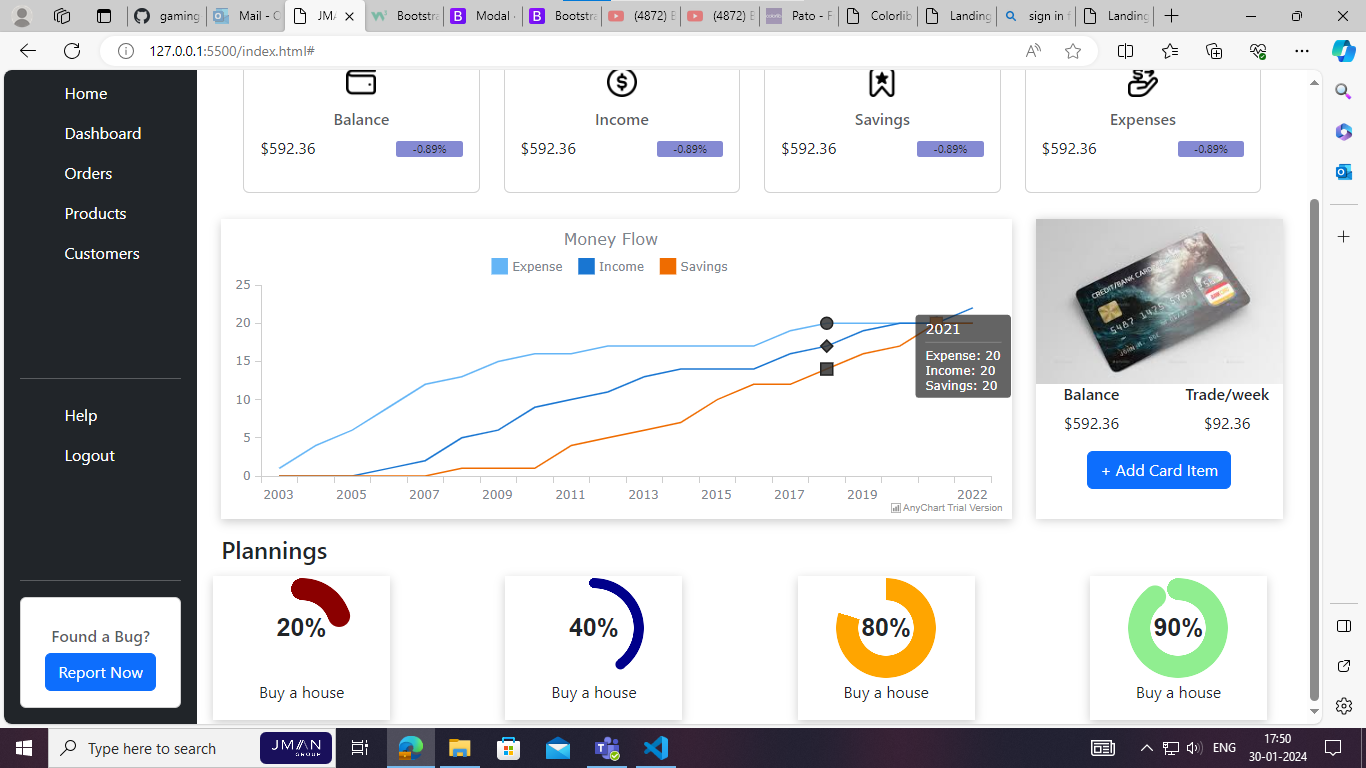 gaming
Mail - C
JMA
Bootstra
Modal
Bootstra
(4872) E
(4872) E
Pato - F
Colorlib
Landing
sign in f
Landing
127.0.0.1:5500/index.html#
Home
Dashboard
Orders
Products
Customers
Help
Logout
Found a Bug?
Report Now
Balance
$592.36 -0.89%
Income
$592.36 -0.89%
Savings
$592.36 -0.89%
Expenses
$592.36 -0.89%
Money Flow
Expense Income Savings
25
20
15
10
5
0
2003 2005 2007 2009 2011 2013 2015 2017 2019 2022
2021
Expense: 20
Income: 20
Savings: 20
AnyChart Trial Version
CREDIT/BANK CARD
Balance Trade/week
$592.36 $92.36
+ Add Card Item
Plannings
20%
Buy a house
40%
Buy a house
80%
Buy a house
90%
Buy a house
Type here to search
JMAN
GROUP
ENG
17:50
30-01-2024